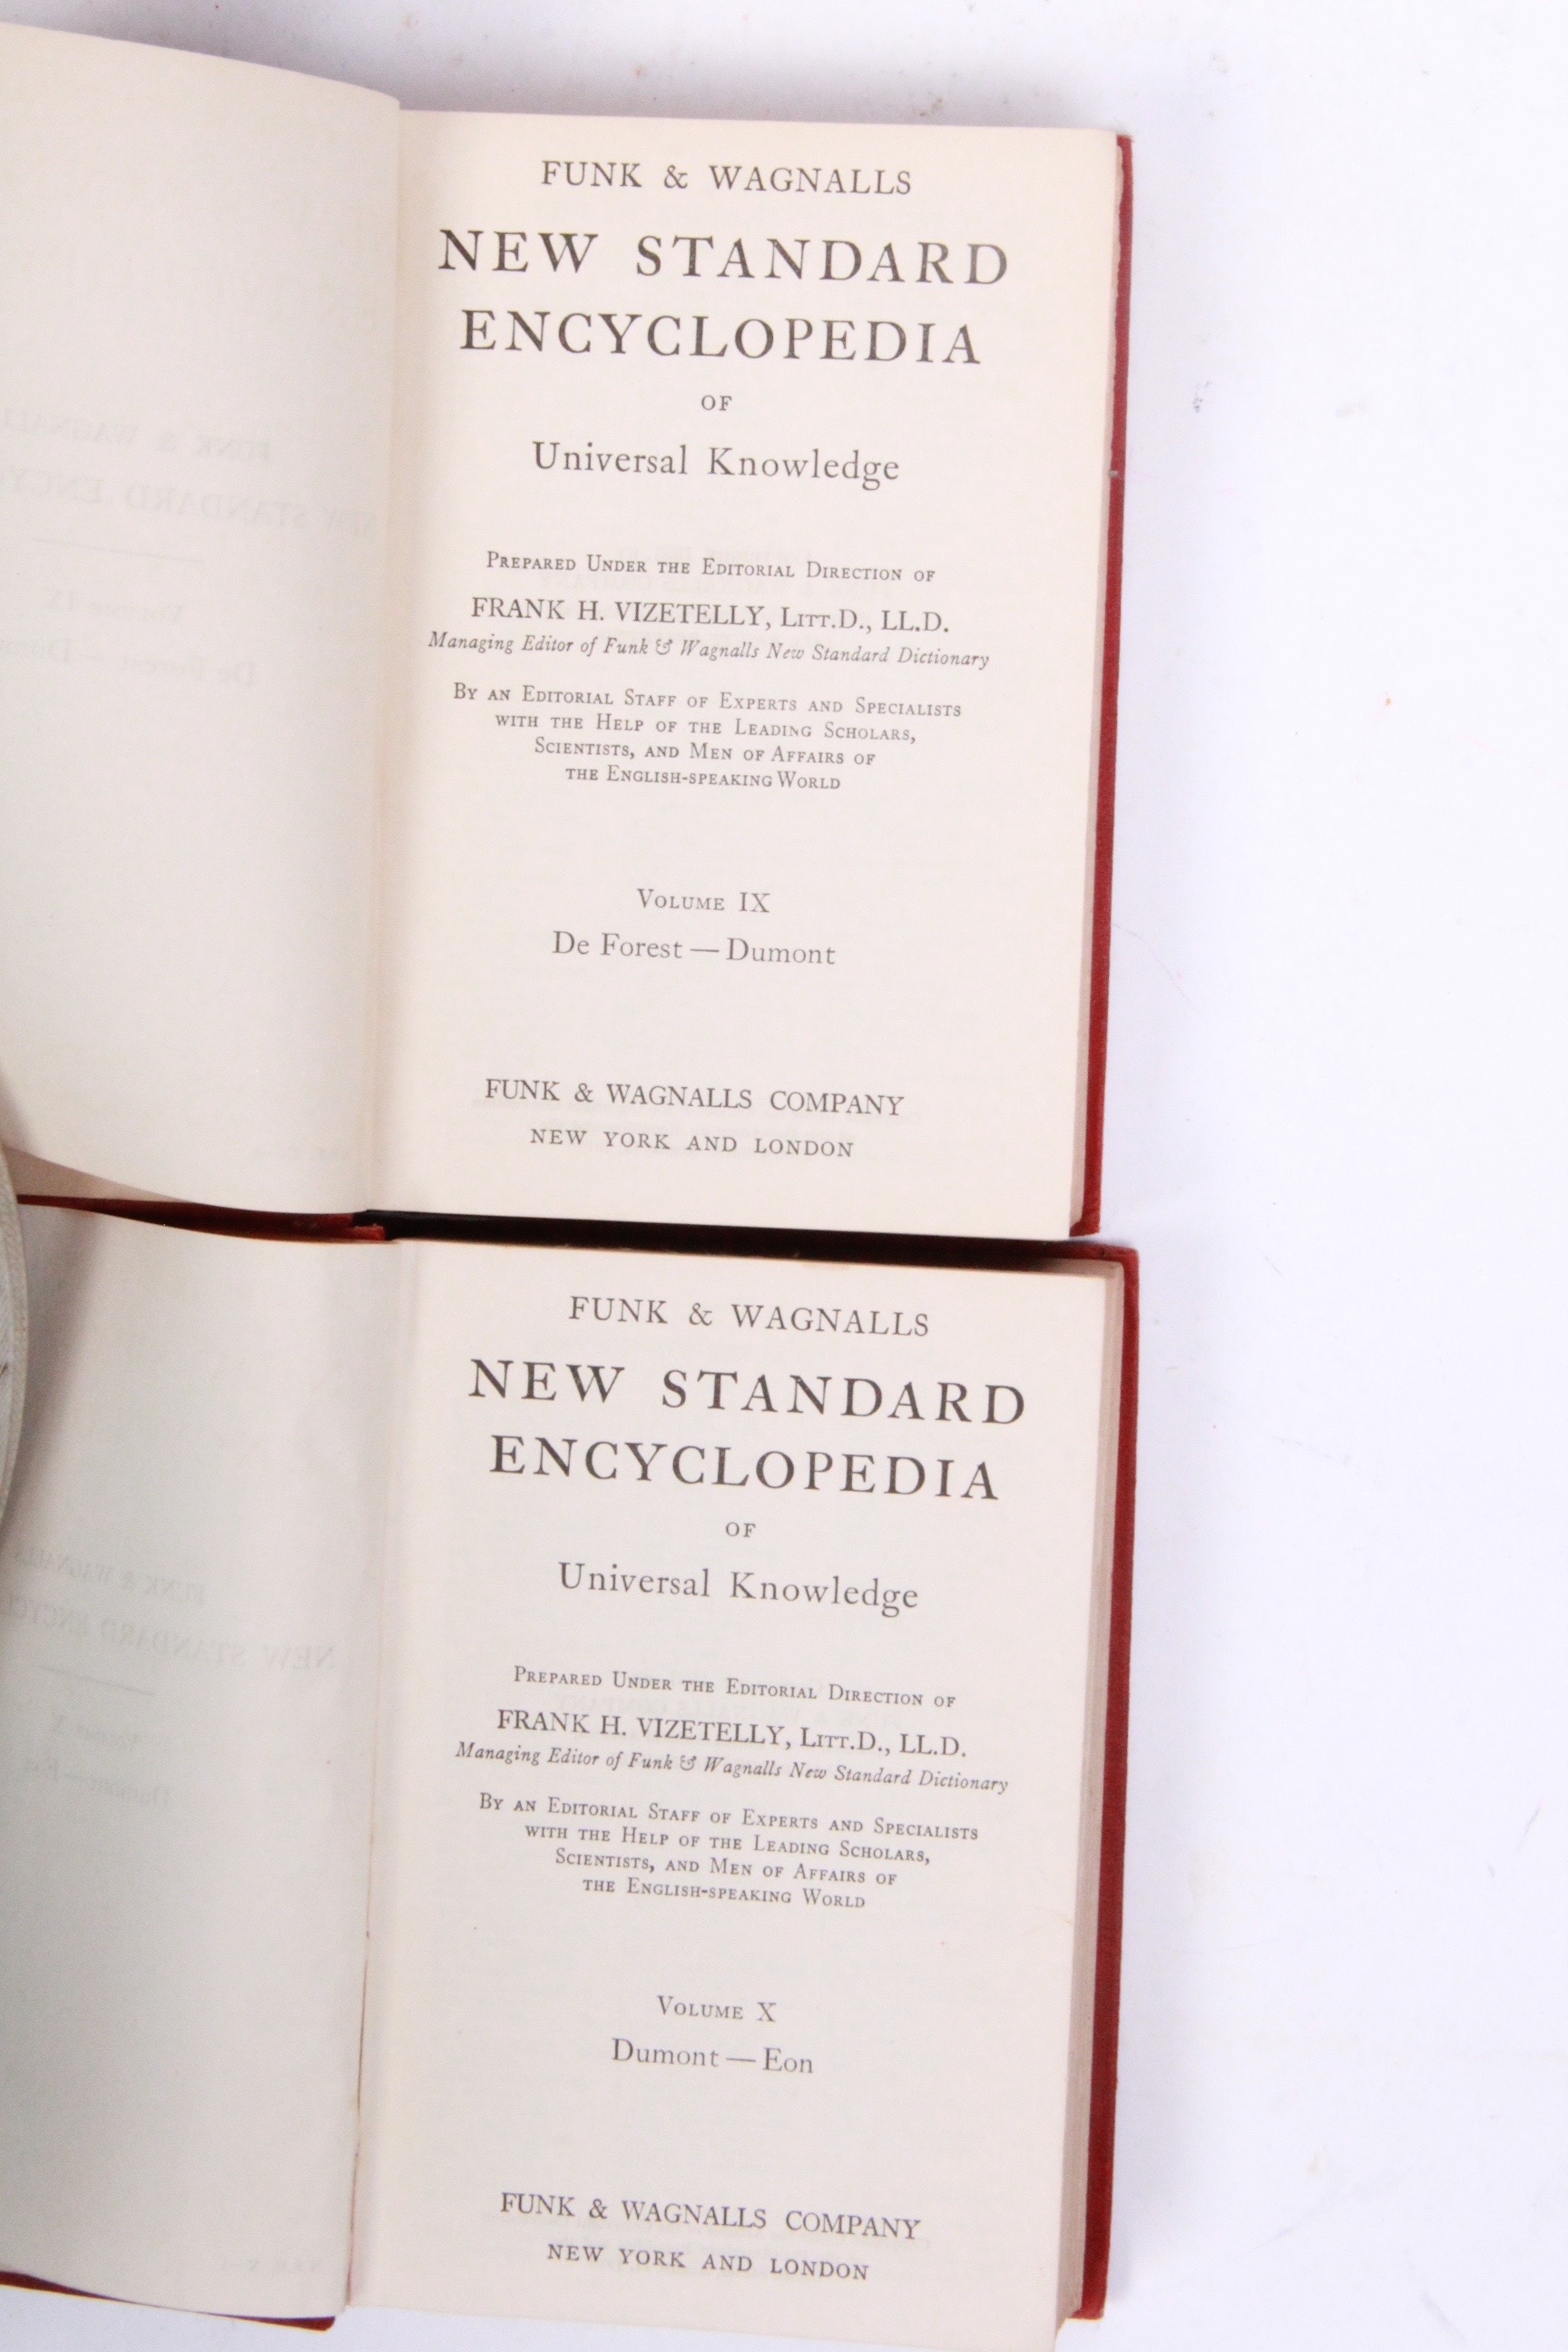 FUNK & WAGNALLS
NEW STANDARD
ENCYCLOPEDIA
OF
Universal Knowledge
PREPARED UNDER THE EDITORIAL DIRECTION OF
FRANK H. VIZETELLY, LITT.D., LL.D.
Managing Editor of Funk & Wagnalls New Standard Dictionary
BY AN EDITORIAL STAFF OF EXPERTS AND SPECIALISTS
WITH THE HELP OF THE LEADING SCHOLARS,
SCIENTISTS, AND MEN OF AFFAIRS OF
THE ENGLISH-SPEAKING WORLD
VOLUME IX
De Forest — Dumont
FUNK & WAGNALLS COMPANY
NEW YORK AND LONDON
FUNK & WAGNALLS
NEW STANDARD
ENCYCLOPEDIA
OF
Universal Knowledge
PREPARED UNDER THE EDITORIAL DIRECTION OF
FRANK H. VIZETELLY, LITT.D., LL.D.
Managing Editor of Funk & Wagnalls New Standard Dictionary
BY AN EDITORIAL STAFF OF EXPERTS AND SPECIALISTS
WITH THE HELP OF THE LEADING SCHOLARS,
SCIENTISTS, AND MEN OF AFFAIRS OF
THE ENGLISH-SPEAKING WORLD
VOLUME X
Dumont — Eon
FUNK & WAGNALLS COMPANY
NEW YORK AND LONDON